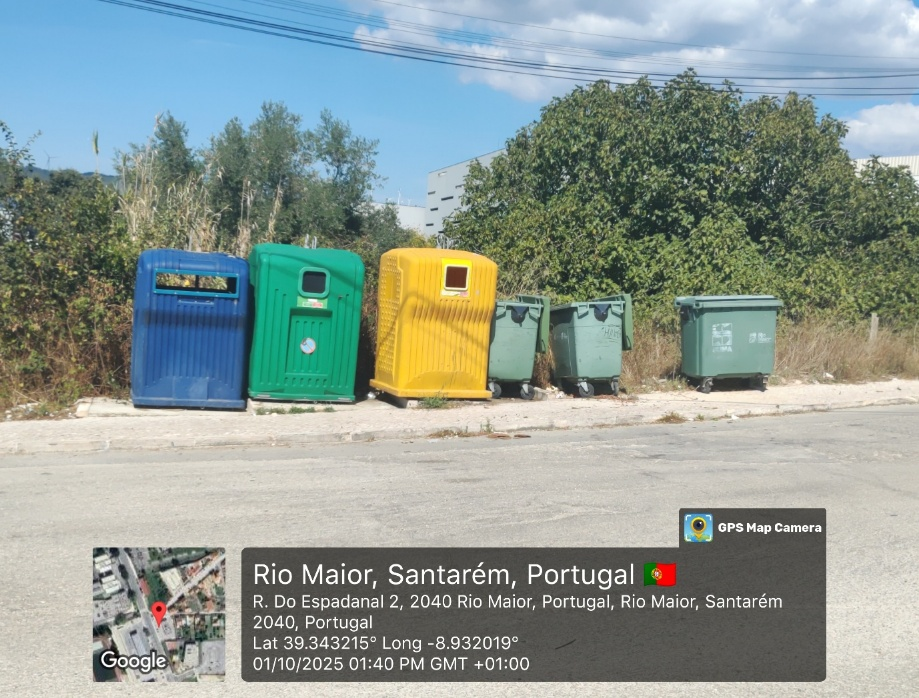 GPS Map Camera
Rio Maior, Santarém, Portugal
R. Do Espadanal 2, 2040 Rio Maior, Portugal, Rio Maior, Santarém
2040, Portugal
Lat 39.343215° Long -8.932019°
01/10/2025 01:40 PM GMT +01:00
Google